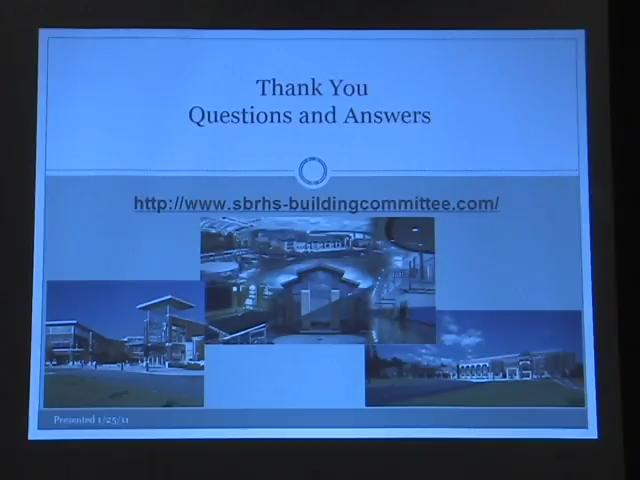 Thank You
Questions and Answers
http://www.sbrhs-buildingcommittee.com/
Presented 1/25/11